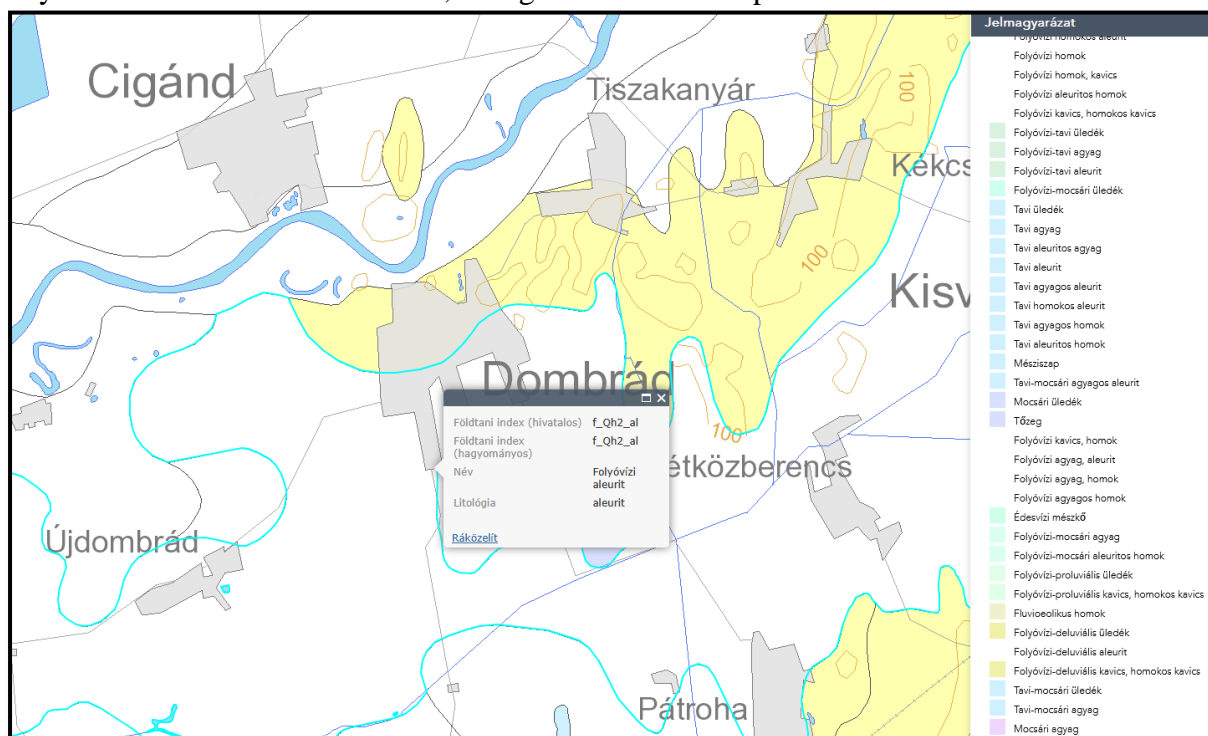 Jelmagyarázat
Folyóvízi homokos aleurit
Folyóvízi homok
Folyóvízi homok, kavics
Folyóvízi aleuritos homok
Folyóvízi kavics, homokos kavics
Folyóvízi-tavi üledék
Folyóvízi-tavi agyag
Folyóvízi-tavi aleurit
Folyóvízi-mocsári üledék
Tavi üledék
Tavi agyag
Tavi aleuritos agyag
Tavi aleurit
Tavi agyagos aleurit
Tavi homokos aleurit
Tavi agyagos homok
Tavi aleuritos homok
Mésziszap
Tavi-mocsári agyagos aleurit
Mocsári üledék
Tőzeg
Folyóvízi kavics, homok
Folyóvízi agyag, aleurit
Folyóvízi agyag, homok
Folyóvízi agyagos homok
Édesvízi mészkő
Folyóvízi-mocsári agyag
Folyóvízi-mocsári aleuritos homok
Folyóvízi-proluviális üledék
Folyóvízi-proluviális kavics, homokos kavics
Fluvioeolikus homok
Folyóvízi-deluviális üledék
Folyóvízi-deluviális aleurit
Folyóvízi-deluviális kavics, homokos kavics
Tavi-mocsári üledék
Tavi-mocsári agyag
Mocsári agyag
Cigánd
Tiszakanyár
100
Kékcs
100
Kisv
Dombrád
100
étközberencs
Földtani index (hivatalos) f_Qh2_al
Földtani index f_Qh2_al
(hagyományos)
Név Folyóvízi
aleurit
Litológia aleurit
Ráközelít
Újdombrád
Pátroha